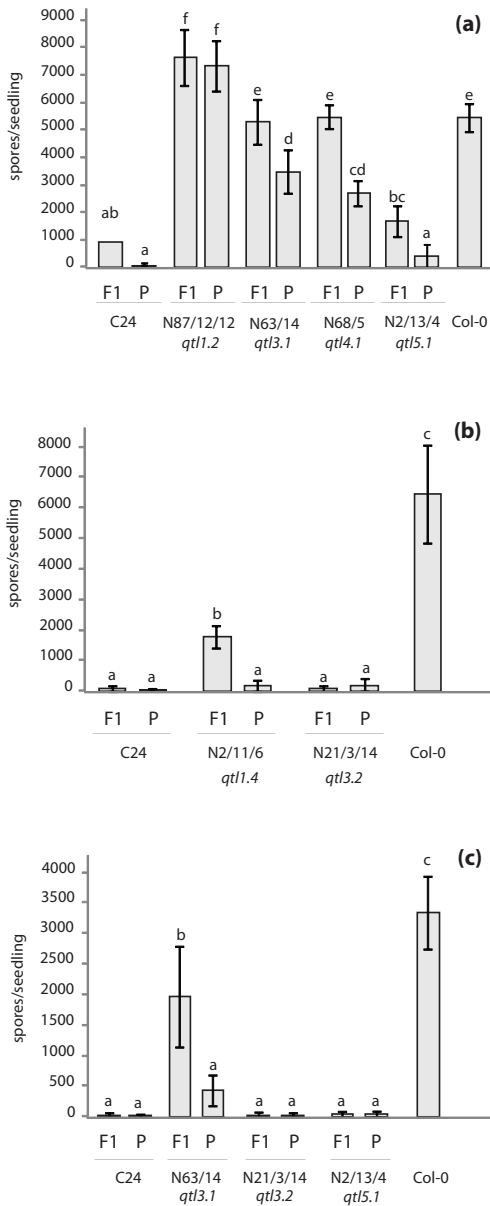 (a)
spores/seedling
9000
8000
7000
6000
5000
4000
3000
2000
1000
0
ab a f f e d e cd bc a e
F1 P F1 P F1 P F1 P F1 P
C24 N87/12/12 N63/14 N68/5 N2/13/4 Col-0
qtl1.2 qtl3.1 qtl4.1 qtl5.1
(b)
spores/seedling
8000
7000
6000
5000
4000
3000
2000
1000
0
a a b a a a c
F1 P F1 P F1 P
C24 N2/11/6 N21/3/14 Col-0
qtl1.4 qtl3.2
(c)
spores/seedling
4000
3500
3000
2500
2000
1500
1000
500
0
a a b a a a a a c
F1 P F1 P F1 P F1 P
C24 N63/14 N21/3/14 N2/13/4 Col-0
qtl3.1 qtl3.2 qtl5.1